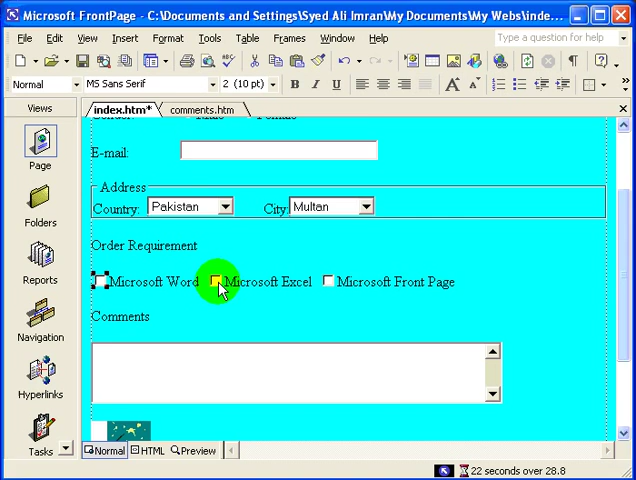 Microsoft FrontPage - C:\Documents and Settings\Syed Ali Imran\My Documents\My Webs\inde...
File Edit View Insert Format Tools Table Frames Window Help Type a question for help
Normal MS Sans Serif 2 (10 pt) B I U A
Views index.htm* comments.htm
Page
Folders
Reports
Navigation
Hyperlinks
Tasks
E-mail:
Address
Country: Pakistan City: Multan
Order Requirement
Microsoft Word Microsoft Excel Microsoft Front Page
Comments
Normal HTML Preview
22 seconds over 28.8